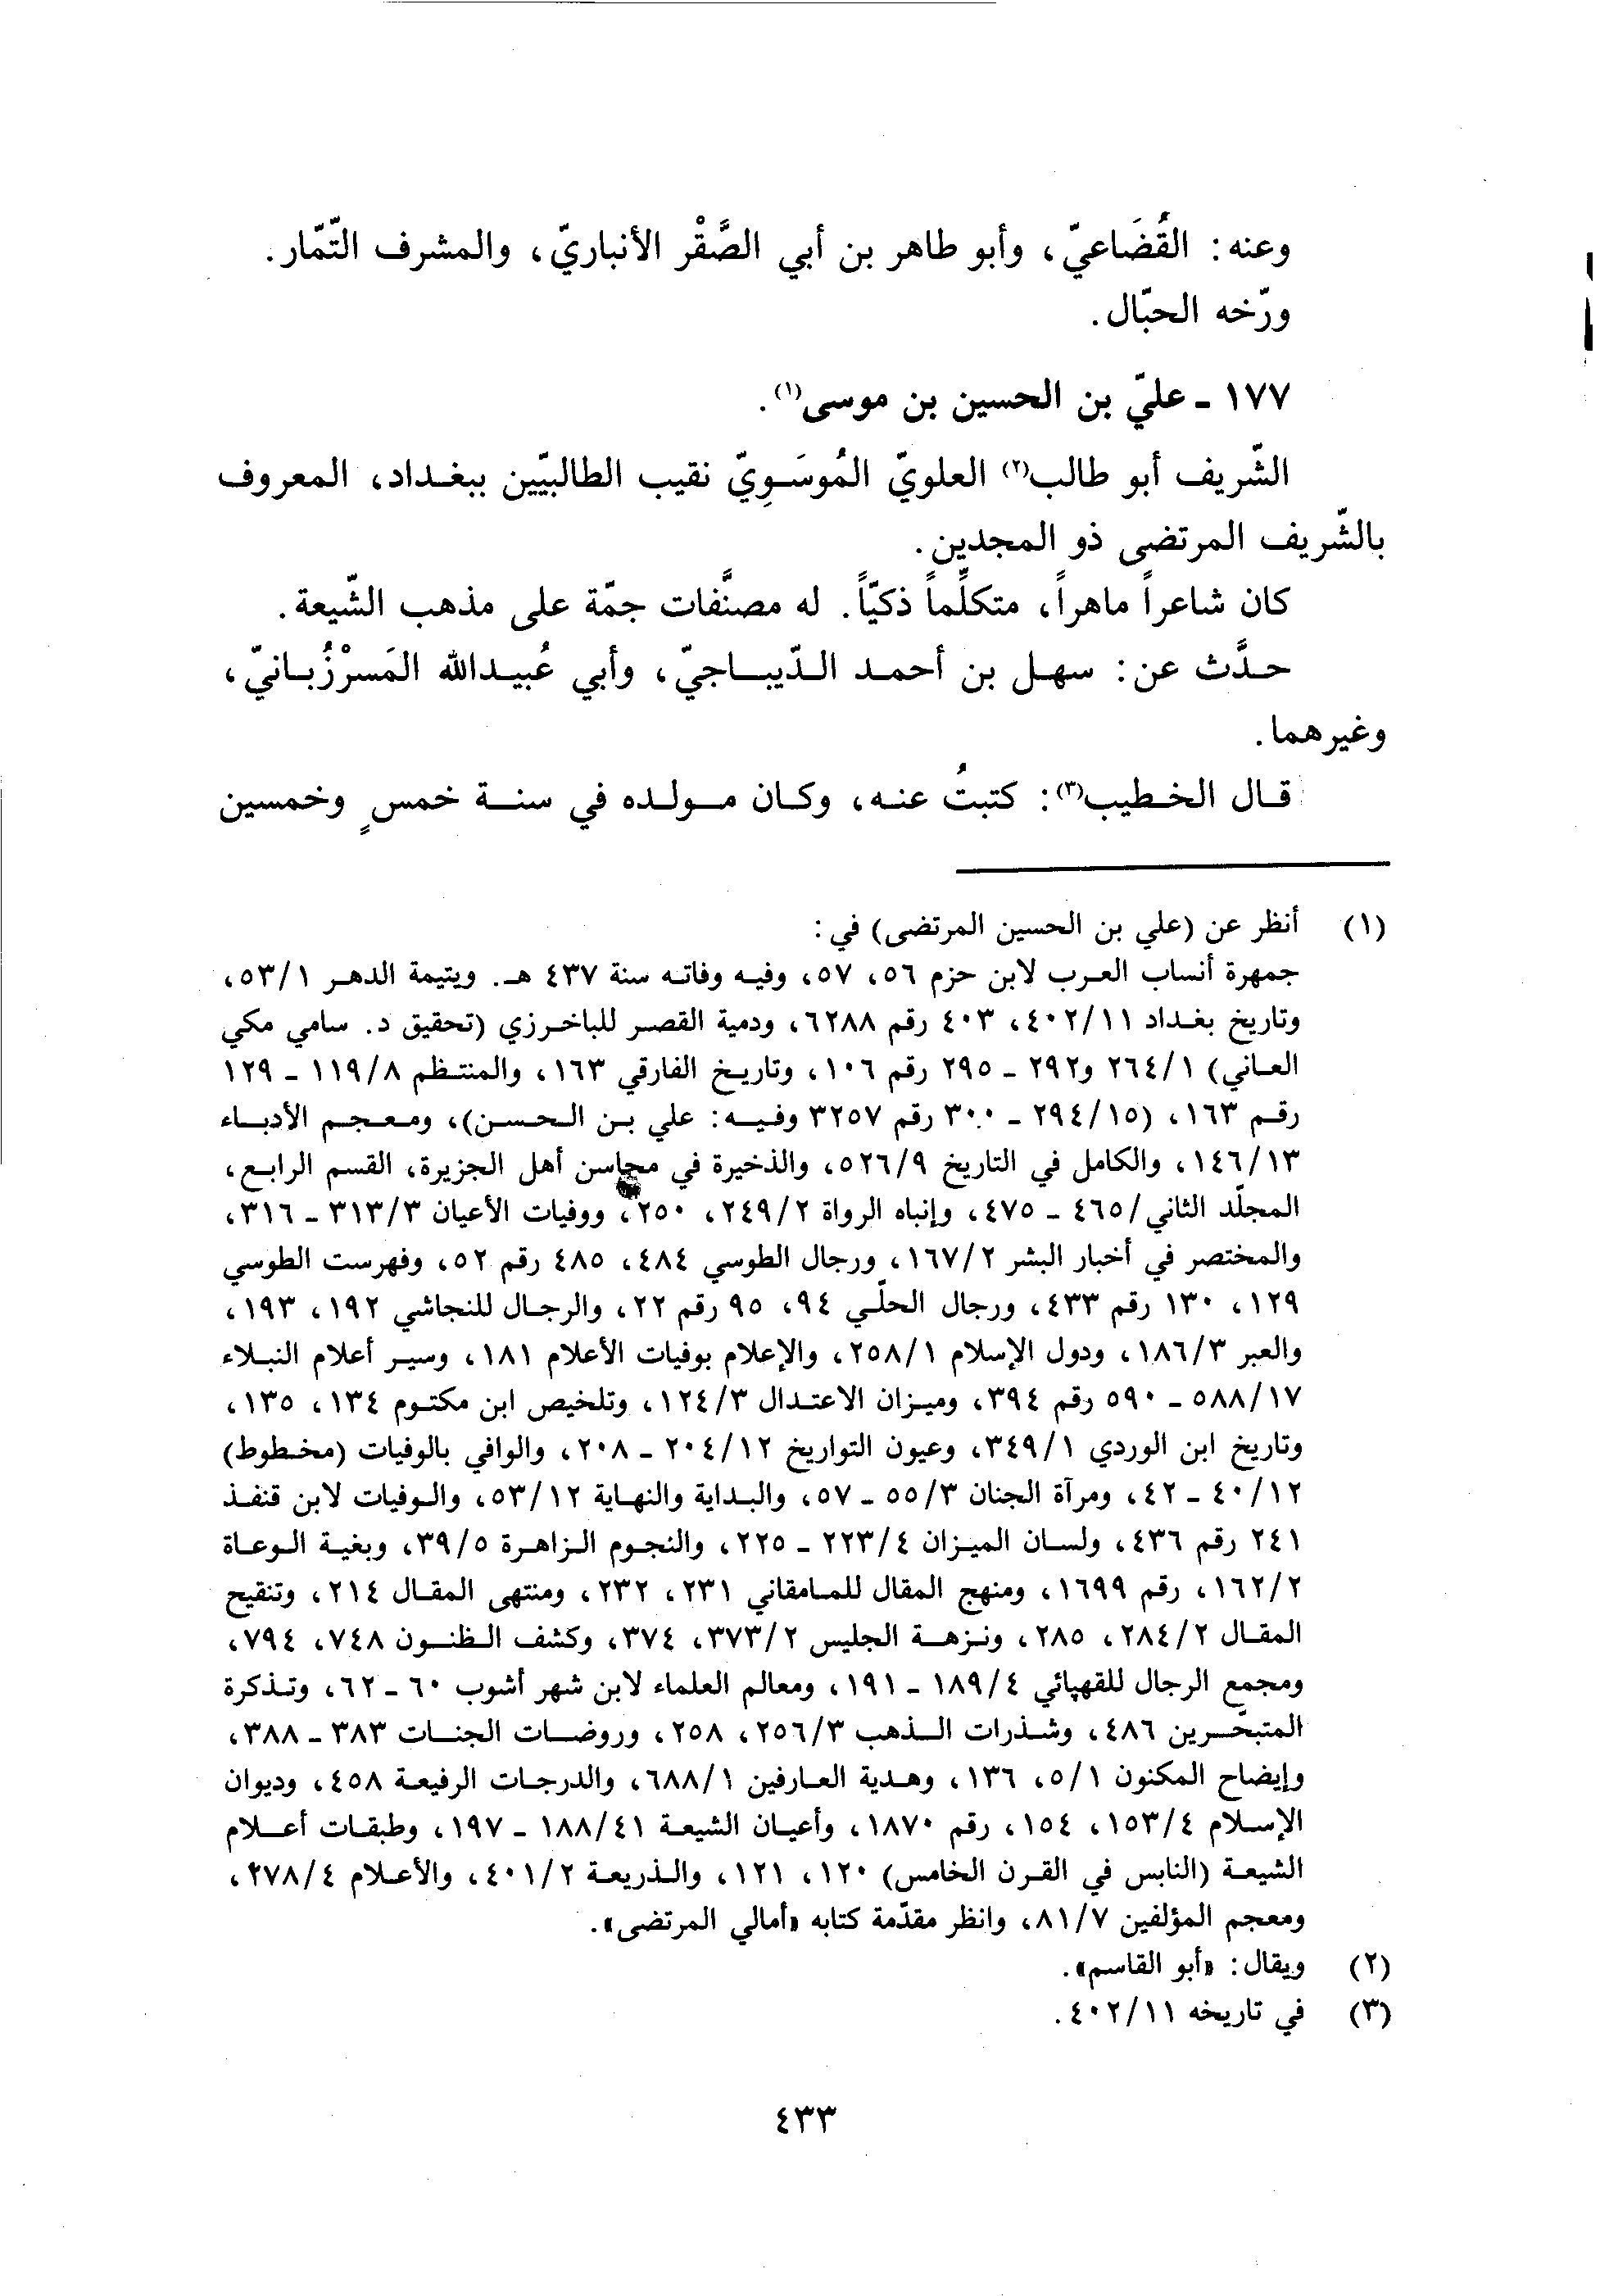 وعنه: القُضَاعيّ، وأبو طاهر بن أبي الصَّقْر الأنباريّ، والمشرف التّمّار.
ورّخه الحبّال.
١٧٧ ـ عليّ بن الحسين بن موسى(١).
الشّريف أبو طالب(٢) العلويّ المُوسَوِيّ نقيب الطالبيّين ببغداد، المعروف
بالشّريف المرتضى ذو المجدين.
كان شاعراً ماهراً، متكلِّماً ذكيّاً. له مصنَّفات جمّة على مذهب الشّيعة.
حدَّث عن: سهل بن أحمد الدّيباجيّ، وأبي عُبيدالله المَرْزُبانيّ،
وغيرهما.
قال الخطيب(٣): كتبتُ عنه، وكان مولده في سنة خمسٍ وخمسين
(١) أنظر عن (علي بن الحسين المرتضى) في:
جمهرة أنساب العرب لابن حزم ٥٦، ٥٧، وفيه وفاته سنة ٤٣٧ هـ. ويتيمة الدهر ٥٣/١،
وتاريخ بغداد ٤٠٢/١١، ٤٠٣ رقم ٦٢٨٨، ودمية القصر للباخرزي (تحقيق د. سامي مكي
العاني) ٢٦٤/١ و٢٩٢ ـ ٢٩٥ رقم ١٠٦، وتاريخ الفارقي ١٦٣، والمنتظم ١١٩/٨ ـ ١٢٩
رقم ١٦٣، (٢٩٤/١٥ ـ ٣٠٠ رقم ٣٢٥٧ وفيه: علي بن الحسن)، ومعجم الأدباء
١٤٦/١٣، والكامل في التاريخ ٥٢٦/٩، والذخيرة في محاسن أهل الجزيرة، القسم الرابع،
المجلّد الثاني/٤٦٥ ـ ٤٧٥، وإنباه الرواة ٢٤٩/٢، ٢٥٠، ووفيات الأعيان ٣١٣/٣ ـ ٣١٦،
والمختصر في أخبار البشر ١٦٧/٢، ورجال الطوسي ٤٨٤، ٤٨٥ رقم ٥٢، وفهرست الطوسي
١٢٩، ١٣٠ رقم ٤٣٣، ورجال الحلّي ٩٤، ٩٥ رقم ٢٢، والرجال للنجاشي ١٩٢، ١٩٣،
والعبر ١٨٦/٣، ودول الإسلام ٢٥٨/١، والإعلام بوفيات الأعلام ١٨١، وسير أعلام النبلاء
٥٨٨/١٧ ـ ٥٩٠ رقم ٣٩٤، وميزان الاعتدال ١٢٤/٣، وتلخيص ابن مكتوم ١٣٤، ١٣٥،
وتاريخ ابن الوردي ٣٤٩/١، وعيون التواريخ ٢٠٤/١٢ ـ ٢٠٨، والوافي بالوفيات (مخطوط)
٤٠/١٢ ـ ٤٢، ومرآة الجنان ٥٥/٣ ـ ٥٧، والبداية والنهاية ٥٣/١٢، والوفيات لابن قنفذ
٢٤١ رقم ٤٣٦، ولسان الميزان ٢٢٣/٤ ـ ٢٢٥، والنجوم الزاهرة ٣٩/٥، وبغية الوعاة
١٦٢/٢، رقم ١٦٩٩، ومنهج المقال للمامقاني ٢٣١، ٢٣٢، ومنتهى المقال ٢١٤، وتنقيح
المقال ٢٨٤/٢، ٢٨٥، ونزهة الجليس ٣٧٣/٢، ٣٧٤، وكشف الظنون ٧٤٨، ٧٩٤،
ومجمع الرجال للقهپائي ١٨٩/٤ ـ ١٩١، ومعالم العلماء لابن شهر أشوب ٦٠ ـ ٦٢، وتذكرة
المتبحّرين ٤٨٦، وشذرات الذهب ٢٥٦/٣، ٢٥٨، وروضات الجنات ٣٨٣ ـ ٣٨٨،
وإيضاح المكنون ٥/١، ١٣٦، وهدية العارفين ٦٨٨/١، والدرجات الرفيعة ٤٥٨، وديوان
الإسلام ١٥٣/٤، ١٥٤، رقم ١٨٧٠، وأعيان الشيعة ١٨٨/٤١ ـ ١٩٧، وطبقات أعلام
الشيعة (النابس في القرن الخامس) ١٢٠، ١٢١، والذريعة ٤٠١/٢، والأعلام ٢٧٨/٤،
ومعجم المؤلفين ٨١/٧، وانظر مقدّمة كتابه «أمالي المرتضى».
(٢) ويقال: «أبو القاسم».
(٣) في تاريخه ٤٠٢/١١.
٤٣٣